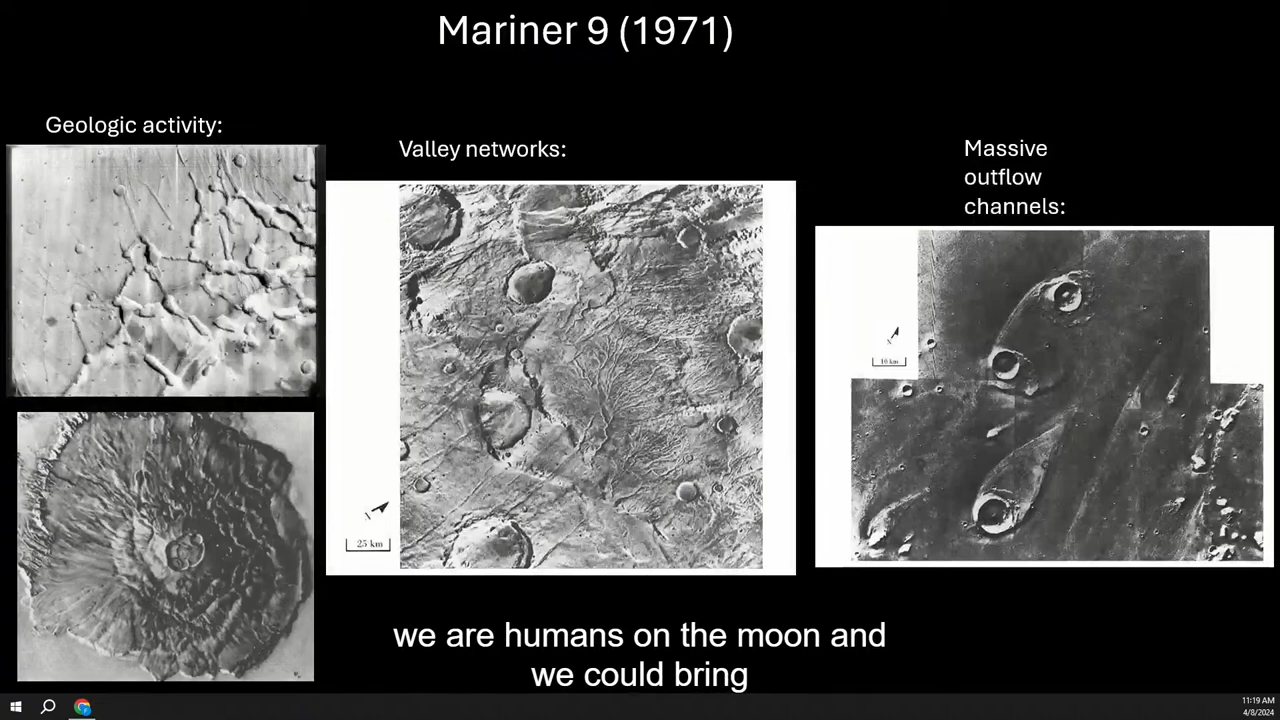 Mariner 9 (1971)
Geologic activity:
Valley networks:
Massive
outflow
channels:
N
10 km
N
25 km
we are humans on the moon and
we could bring
11:19 AM
4/8/2024